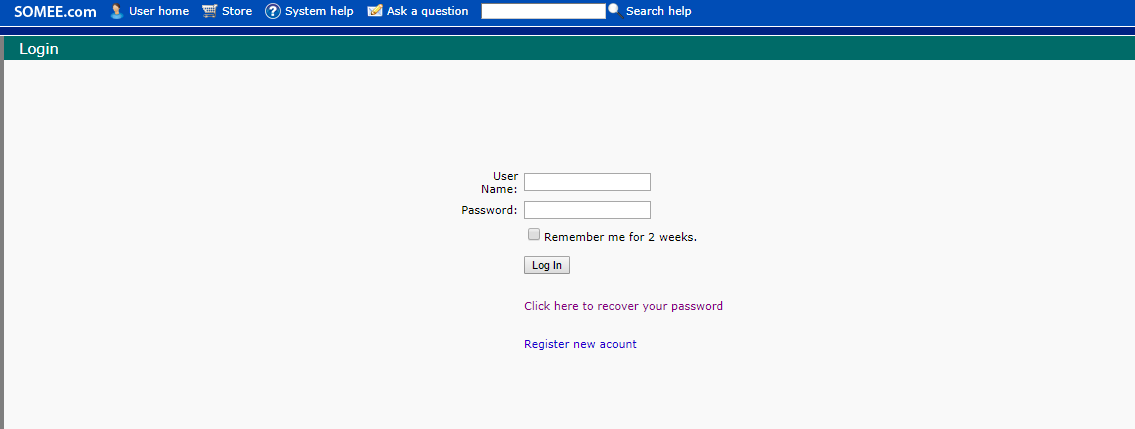 SOMEE.com User home Store System help Ask a question Search help
Login
User
Name:
Password:
Remember me for 2 weeks.
Log In
Click here to recover your password
Register new acount